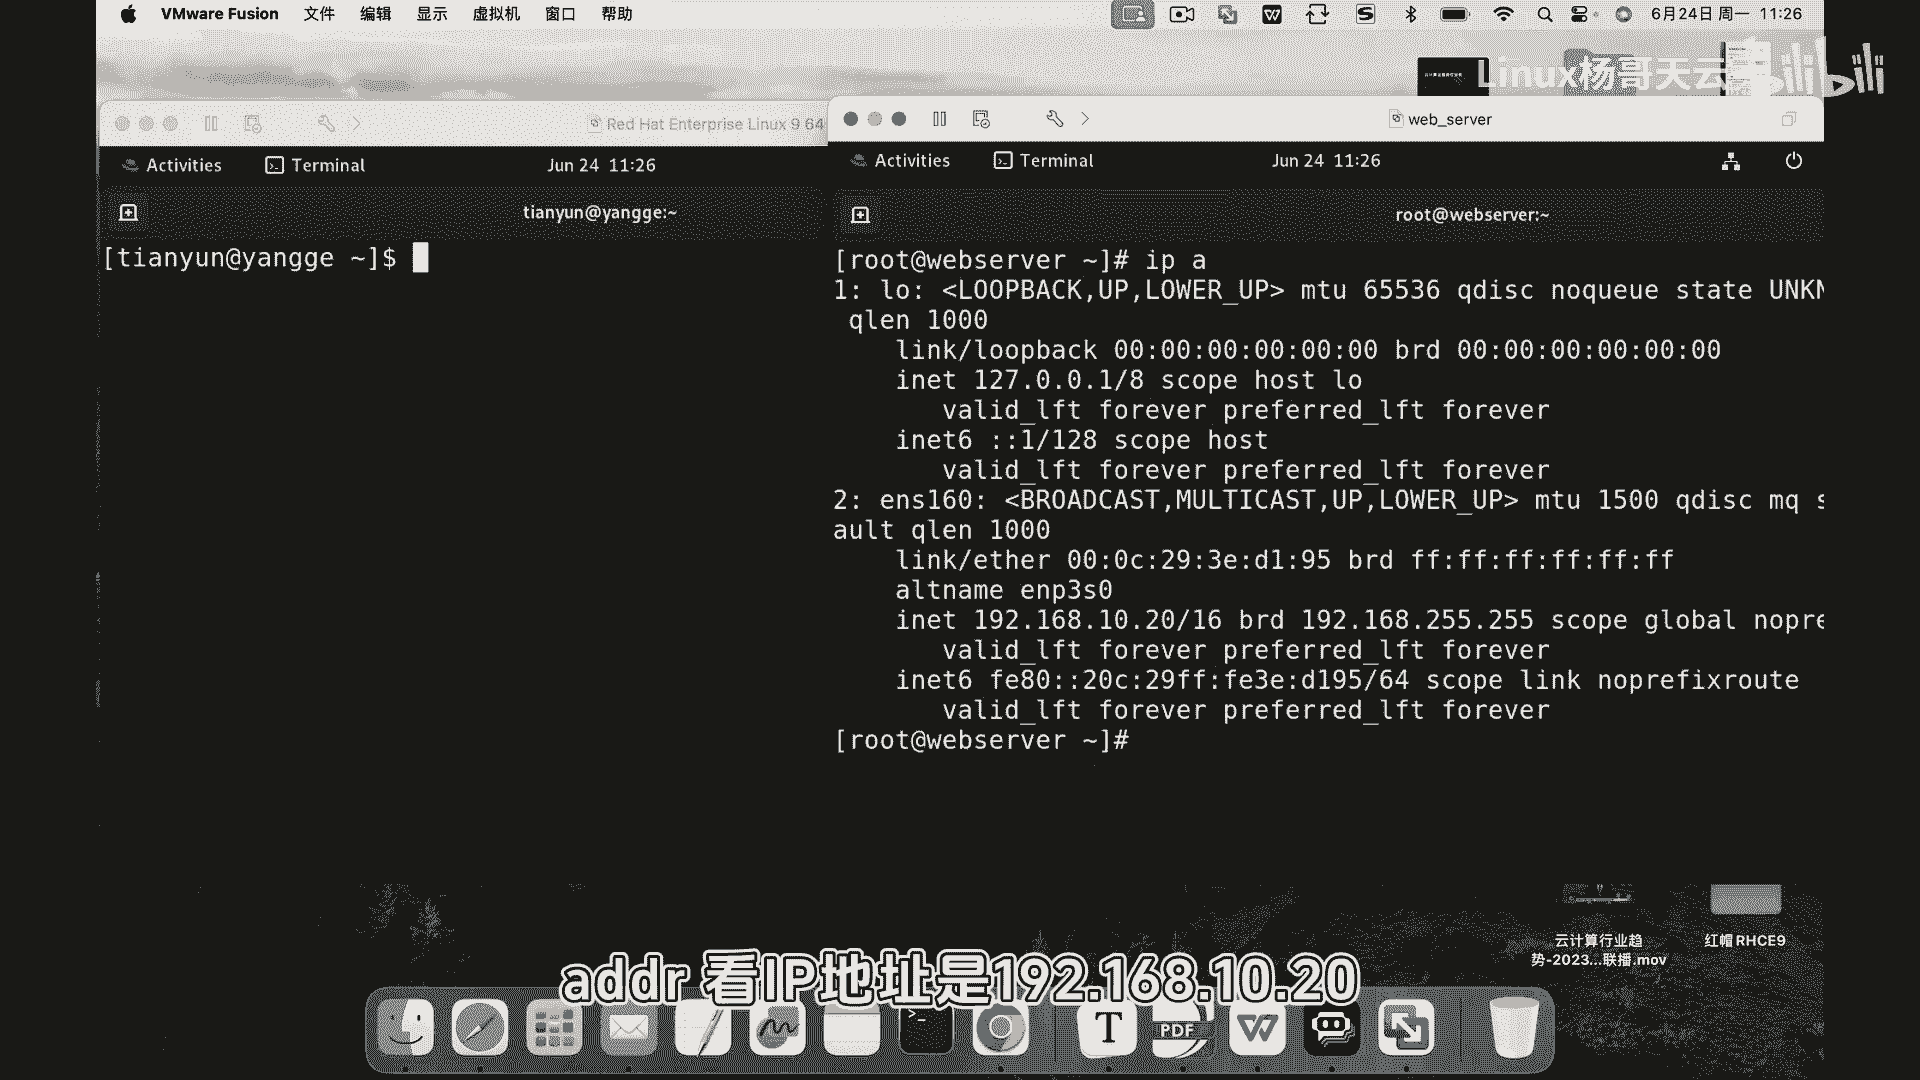 VMware Fusion 文件 编辑 显示 虚拟机 窗口 帮助 6月24日 周一 11:26
Linux杨哥天云 bilibili
Red Hat Enterprise Linux 9 64
Activities Terminal Jun 24 11:26
tianyun@yangge:~
[tianyun@yangge ~]$
web_server
Activities Terminal Jun 24 11:26
root@webserver:~
[root@webserver ~]# ip a
1: lo: <LOOPBACK,UP,LOWER_UP> mtu 65536 qdisc noqueue state UNKN
qlen 1000
link/loopback 00:00:00:00:00:00 brd 00:00:00:00:00:00
inet 127.0.0.1/8 scope host lo
valid_lft forever preferred_lft forever
inet6 ::1/128 scope host
valid_lft forever preferred_lft forever
2: ens160: <BROADCAST,MULTICAST,UP,LOWER_UP> mtu 1500 qdisc mq s
ault qlen 1000
link/ether 00:0c:29:3e:d1:95 brd ff:ff:ff:ff:ff:ff
altname enp3s0
inet 192.168.10.20/16 brd 192.168.255.255 scope global nopre
valid_lft forever preferred_lft forever
inet6 fe80::20c:29ff:fe3e:d195/64 scope link noprefixroute
valid_lft forever preferred_lft forever
[root@webserver ~]#
云计算行业趋
势-2023...联播.mov
红帽RHCE9
addr 看IP地址是192.168.10.20
T
PDF